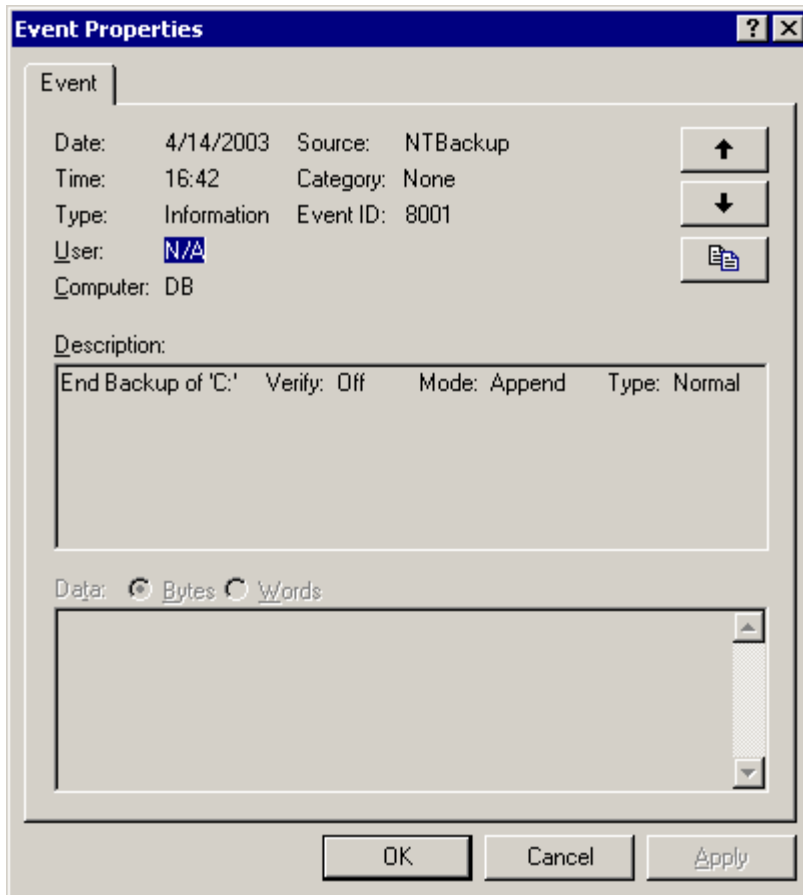 Event Properties
Event
Date: 4/14/2003 Source: NTBackup
Time: 16:42 Category: None
Type: Information Event ID: 8001
User: N/A
Computer: DB
Description:
End Backup of 'C:' Verify: Off Mode: Append Type: Normal
Data: Bytes Words
OK Cancel Apply